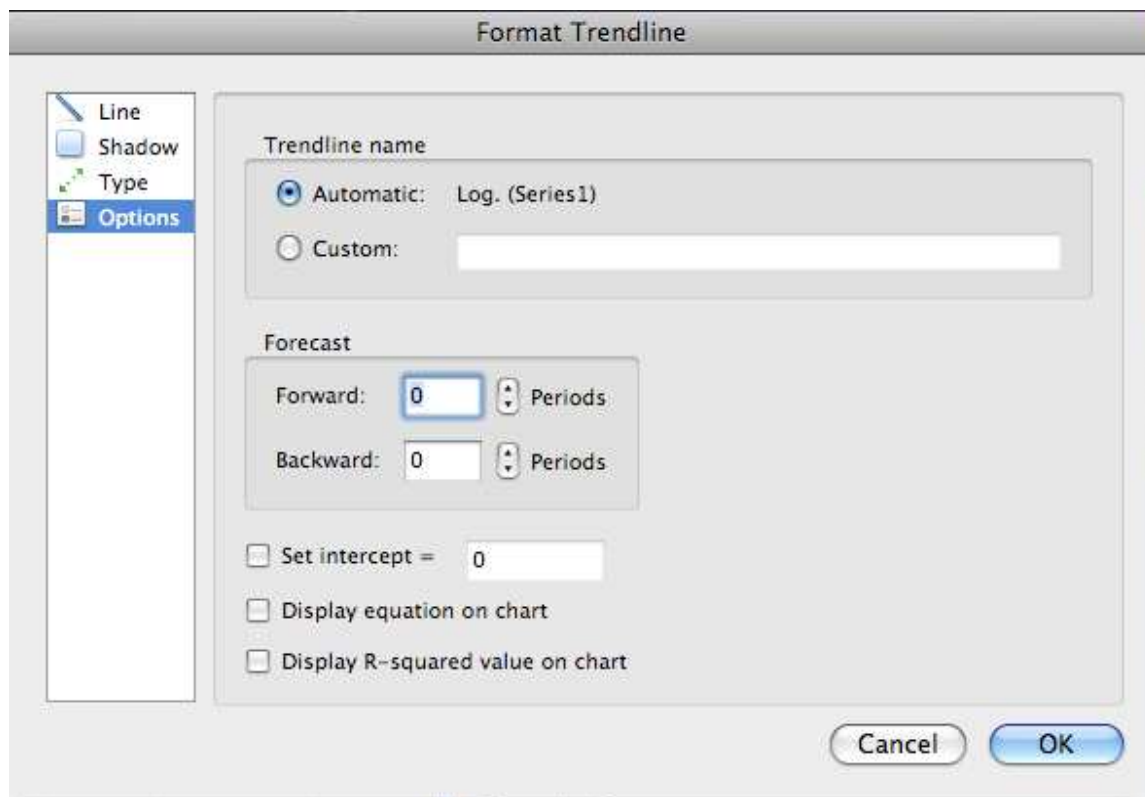 Format Trendline
Line
Shadow
Type
Options
Trendline name
Automatic: Log. (Series1)
Custom:
Forecast
Forward: 0 Periods
Backward: 0 Periods
Set intercept = 0
Display equation on chart
Display R-squared value on chart
Cancel OK